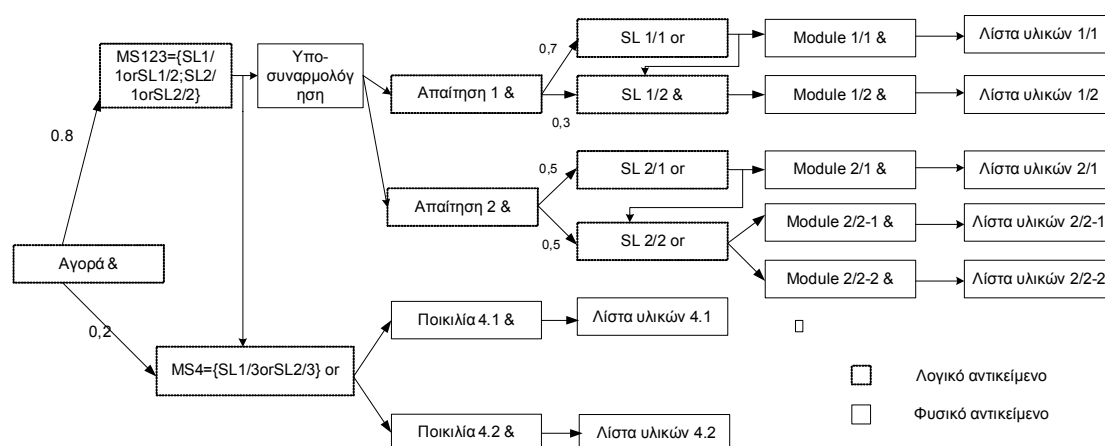 MS123={SL1/
1orSL1/2;SL2/
1orSL2/2}
Υπο-
συναρμολόγ
ηση
0.8
Αγορά &
0,2
MS4={SL1/3orSL2/3} or
Απαίτηση 1 &
0,7
0,3
SL 1/1 or
SL 1/2 &
Module 1/1 &
Module 1/2 &
Λίστα υλικών 1/1
Λίστα υλικών 1/2
Απαίτηση 2 &
0,5
0,5
SL 2/1 or
SL 2/2 or
Module 2/1 &
Module 2/2-1 &
Module 2/2-2 &
Λίστα υλικών 2/1
Λίστα υλικών 2/2-1
Λίστα υλικών 2/2-2
Ποικιλία 4.1 &
Λίστα υλικών 4.1
Ποικιλία 4.2 &
Λίστα υλικών 4.2
Λογικό αντικείμενο
Φυσικό αντικείμενο